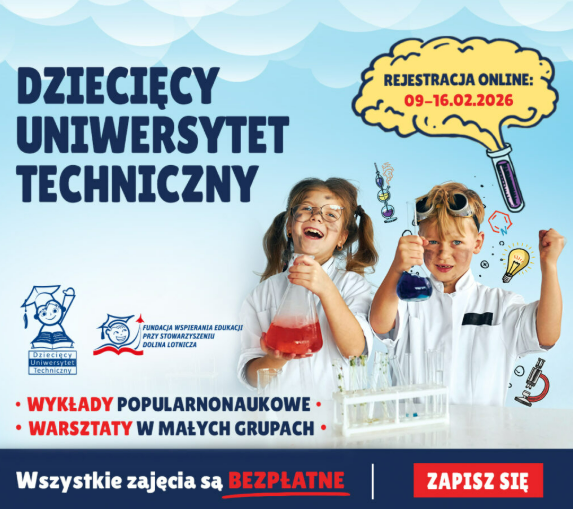 DZIECIĘCY
UNIWERSYTET
TECHNICZNY
REJESTRACJA ONLINE:
09–16.02.2026
Dziecięcy
Uniwersytet
Techniczny
FUNDACJA WSPIERANIA EDUKACJI
PRZY STOWARZYSZENIU
DOLINA LOTNICZA
• WYKŁADY POPULARNONAUKOWE •
• WARSZTATY W MAŁYCH GRUPACH •
Wszystkie zajęcia są BEZPŁATNE
ZAPISZ SIĘ